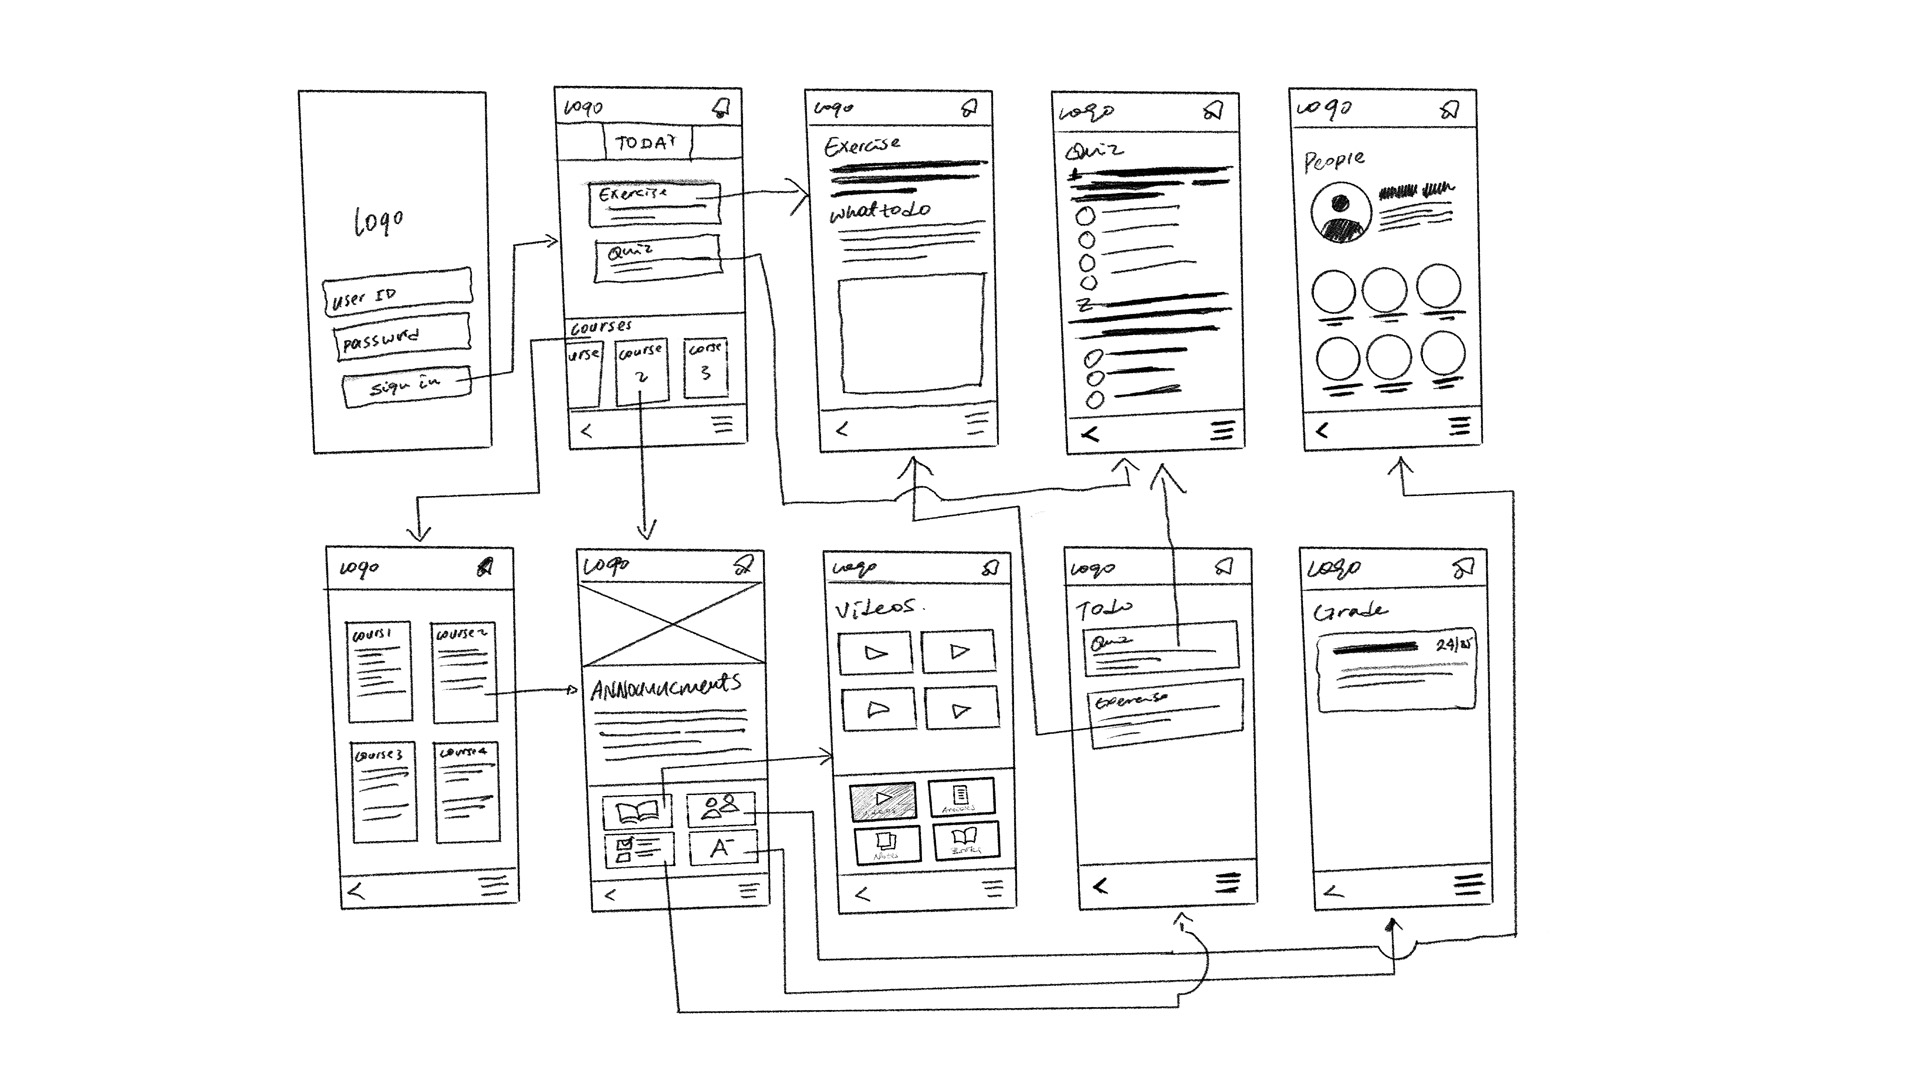 Logo
user ID
password
sign in
Logo
TODAY
Exercise
Quiz
courses
urse
course
2
corse
3
Logo
Exercise
what to do
Logo
Quiz
1
2
Logo
People
Logo
cours1
course2
course3
course4
Logo
ANNOUNCMENTS
A-
Logo
Videos.
Videos
Articles
Notes
Books
Logo
Todo
Quiz
Exercise
Logo
Grade
24/25